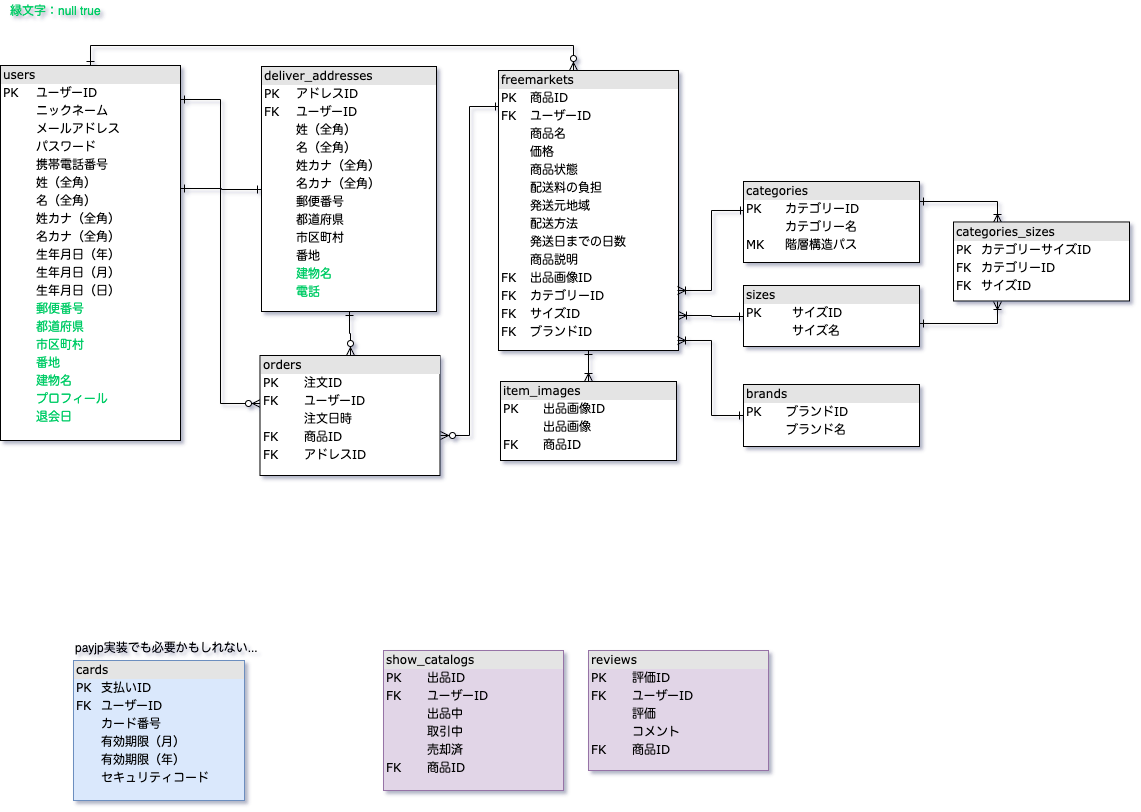 緑文字：null true
users
PK ユーザーID
ニックネーム
メールアドレス
パスワード
携帯電話番号
姓（全角）
名（全角）
姓カナ（全角）
名カナ（全角）
生年月日（年）
生年月日（月）
生年月日（日）
郵便番号
都道府県
市区町村
番地
建物名
プロフィール
退会日
deliver_addresses
PK アドレスID
FK ユーザーID
姓（全角）
名（全角）
姓カナ（全角）
名カナ（全角）
郵便番号
都道府県
市区町村
番地
建物名
電話
orders
PK 注文ID
FK ユーザーID
注文日時
FK 商品ID
FK アドレスID
freemarkets
PK 商品ID
FK ユーザーID
商品名
価格
商品状態
配送料の負担
発送元地域
配送方法
発送日までの日数
商品説明
FK 出品画像ID
FK カテゴリーID
FK サイズID
FK ブランドID
item_images
PK 出品画像ID
出品画像
FK 商品ID
categories
PK カテゴリーID
カテゴリー名
MK 階層構造パス
sizes
PK サイズID
サイズ名
brands
PK ブランドID
ブランド名
categories_sizes
PK カテゴリーサイズID
FK カテゴリーID
FK サイズID
payjp実装でも必要かもしれない...
cards
PK 支払いID
FK ユーザーID
カード番号
有効期限（月）
有効期限（年）
セキュリティコード
show_catalogs
PK 出品ID
FK ユーザーID
出品中
取引中
売却済
FK 商品ID
reviews
PK 評価ID
FK ユーザーID
評価
コメント
FK 商品ID